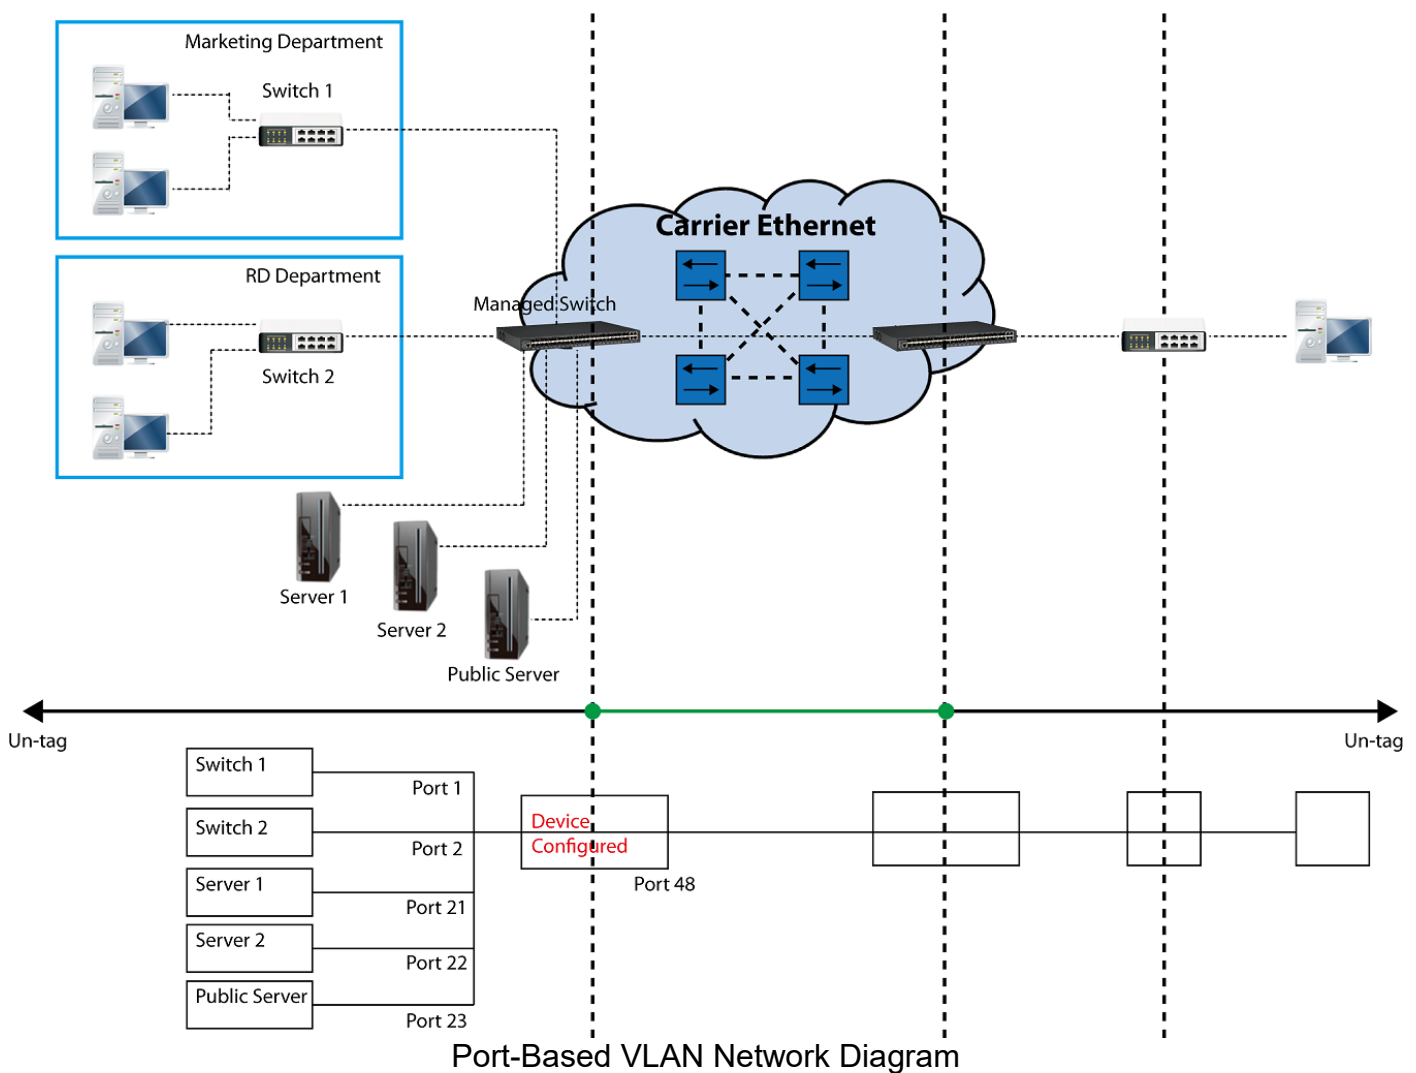 Marketing Department
Switch 1
RD Department
Switch 2
Carrier Ethernet
Managed Switch
Server 1
Server 2
Public Server
Un-tag
Un-tag
Switch 1
Port 1
Switch 2
Port 2
Device
Configured
Port 48
Server 1
Port 21
Server 2
Port 22
Public Server
Port 23
Port-Based VLAN Network Diagram